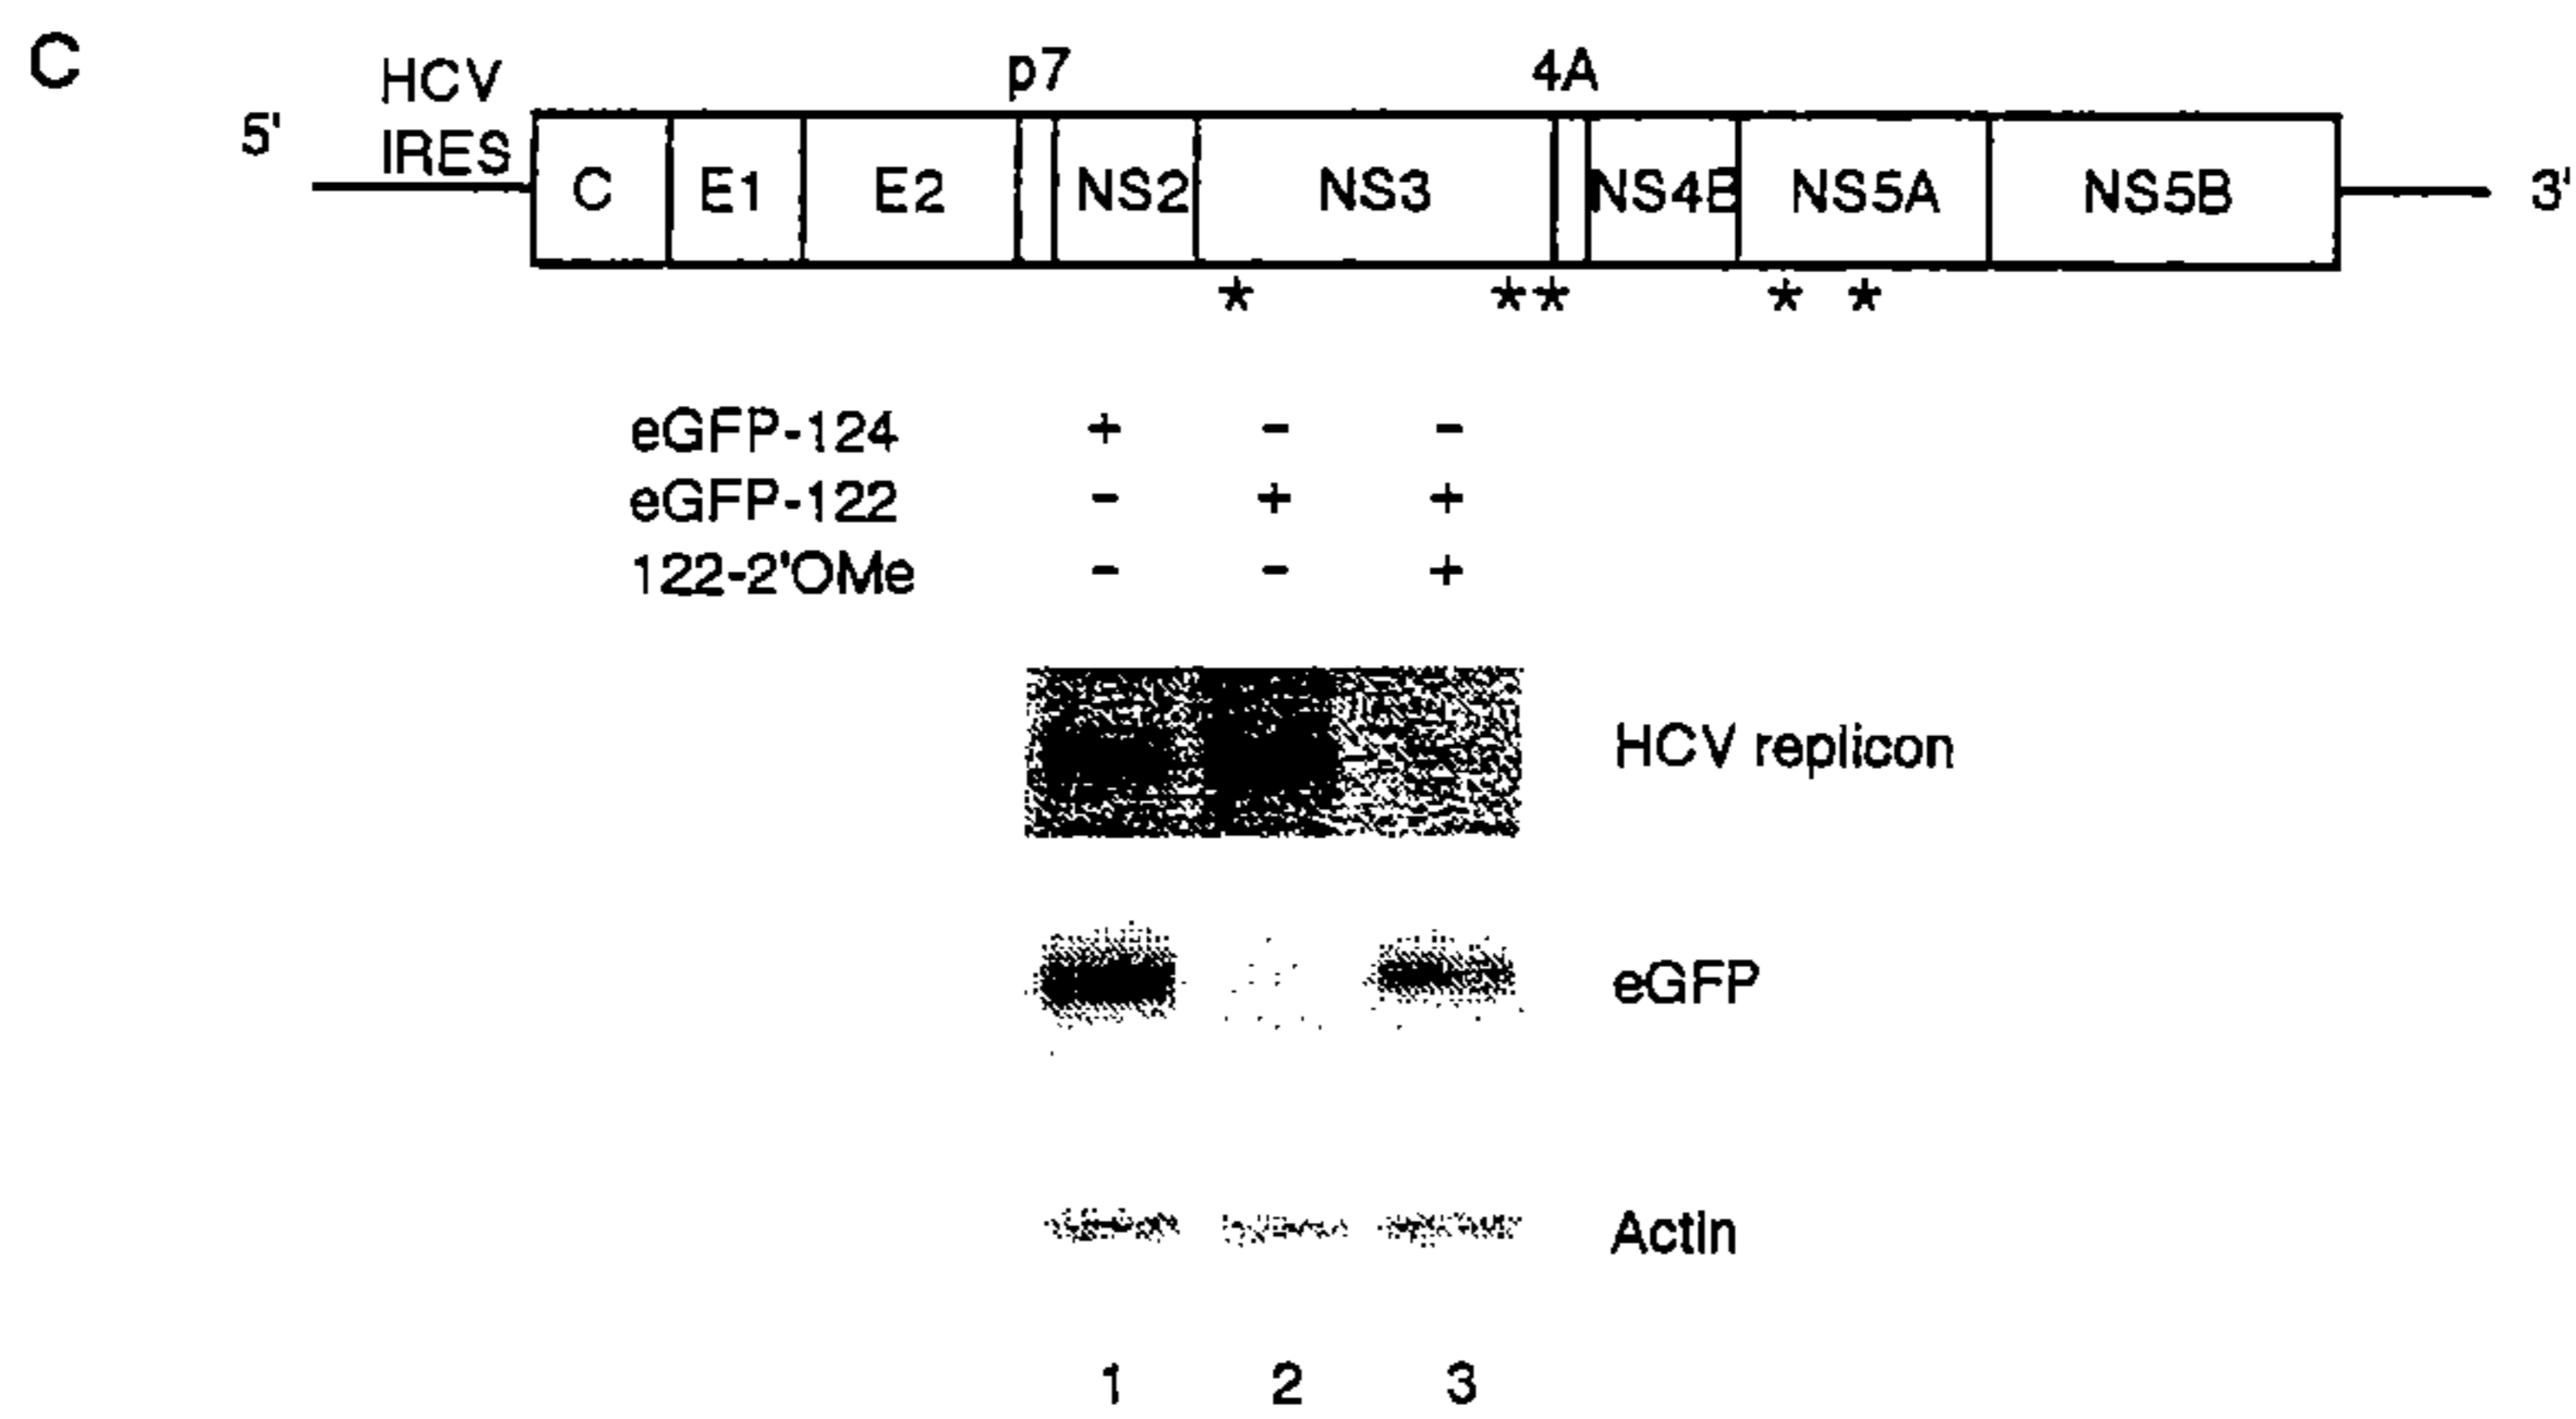 C
HCV
IRES
p7
4A
5'
C E1 E2 NS2 NS3 NS4B NS5A NS5B
3'
* ** * *
eGFP-124 + - -
eGFP-122 - + +
122-2'OMe - - +
HCV replicon
eGFP
Actin
1 2 3